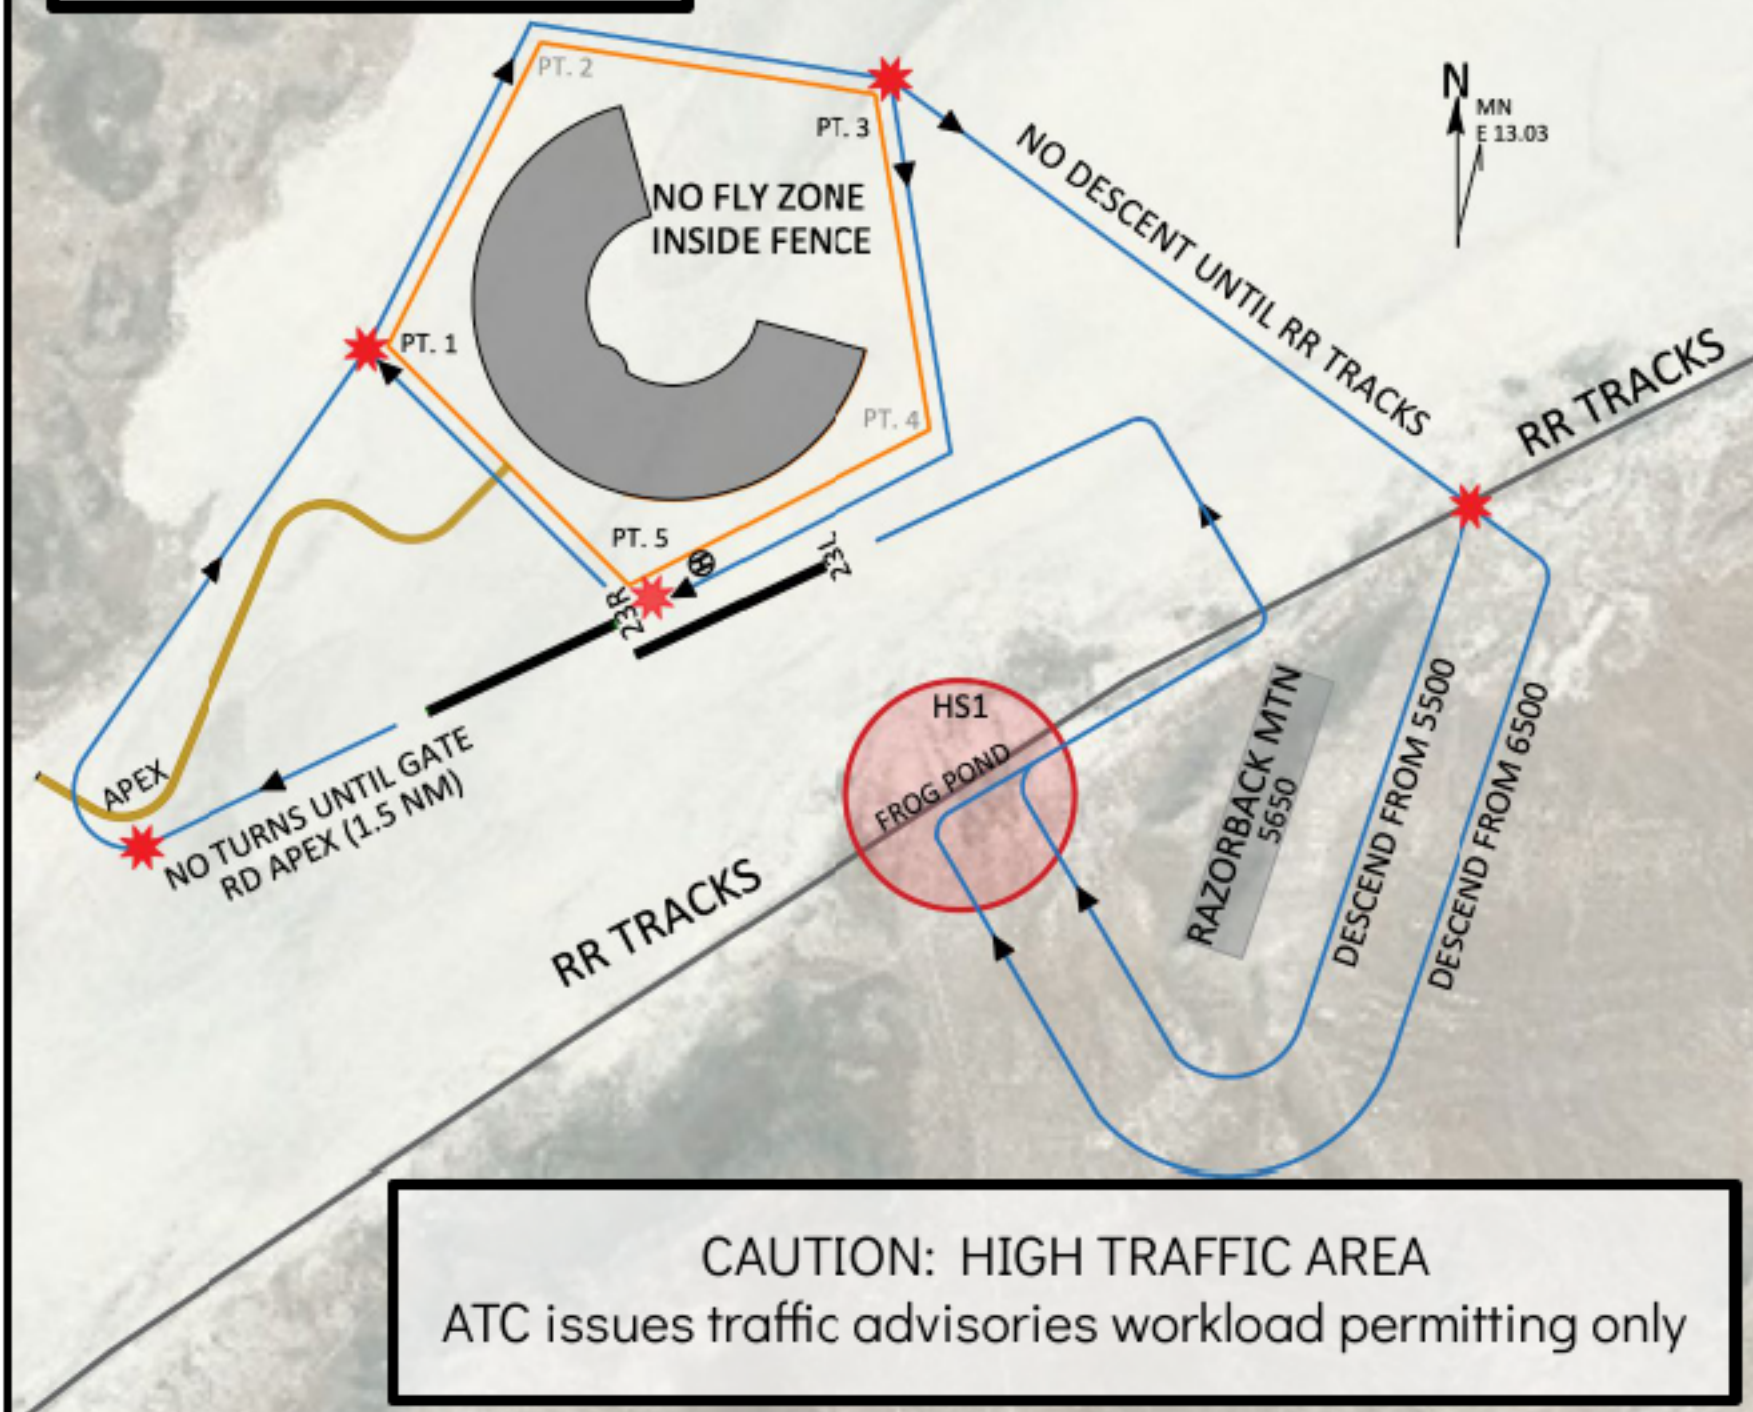 PT. 2
PT. 3
NO FLY ZONE
INSIDE FENCE
N
MN
E 13.03
NO DESCENT UNTIL RR TRACKS
RR TRACKS
PT. 1
PT. 4
PT. 5
H
23L
23R
APEX
NO TURNS UNTIL GATE
RD APEX (1.5 NM)
HS1
FROG POND
RR TRACKS
RAZORBACK MTN
5650
DESCEND FROM 5500
DESCEND FROM 6500
CAUTION: HIGH TRAFFIC AREA
ATC issues traffic advisories workload permitting only